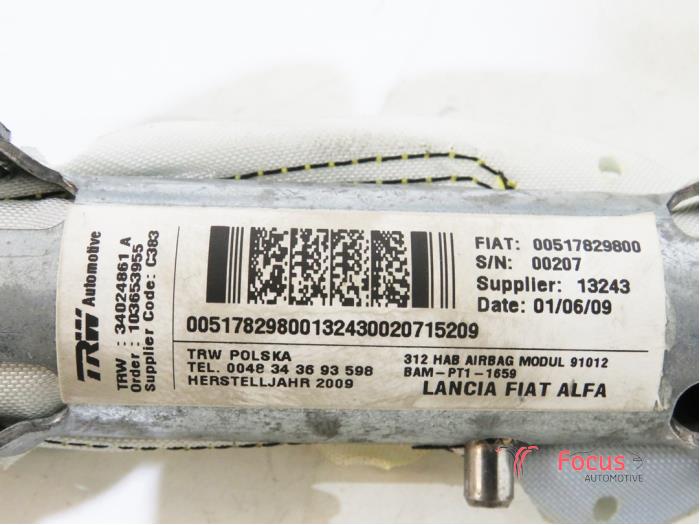 TRW Automotive
TRW : 34024861 A
Order : 103653955
Supplier Code: C383
FIAT: 00517829800
S/N: 00207
Supplier: 13243
Date: 01/06/09
00517829800132430020715209
TRW POLSKA
TEL. 0048 34 36 93 598
HERSTELLJAHR 2009
312 HAB AIRBAG MODUL 91012
BAM-PT1-1659
LANCIA FIAT ALFA
Focus
AUTOMOTIVE